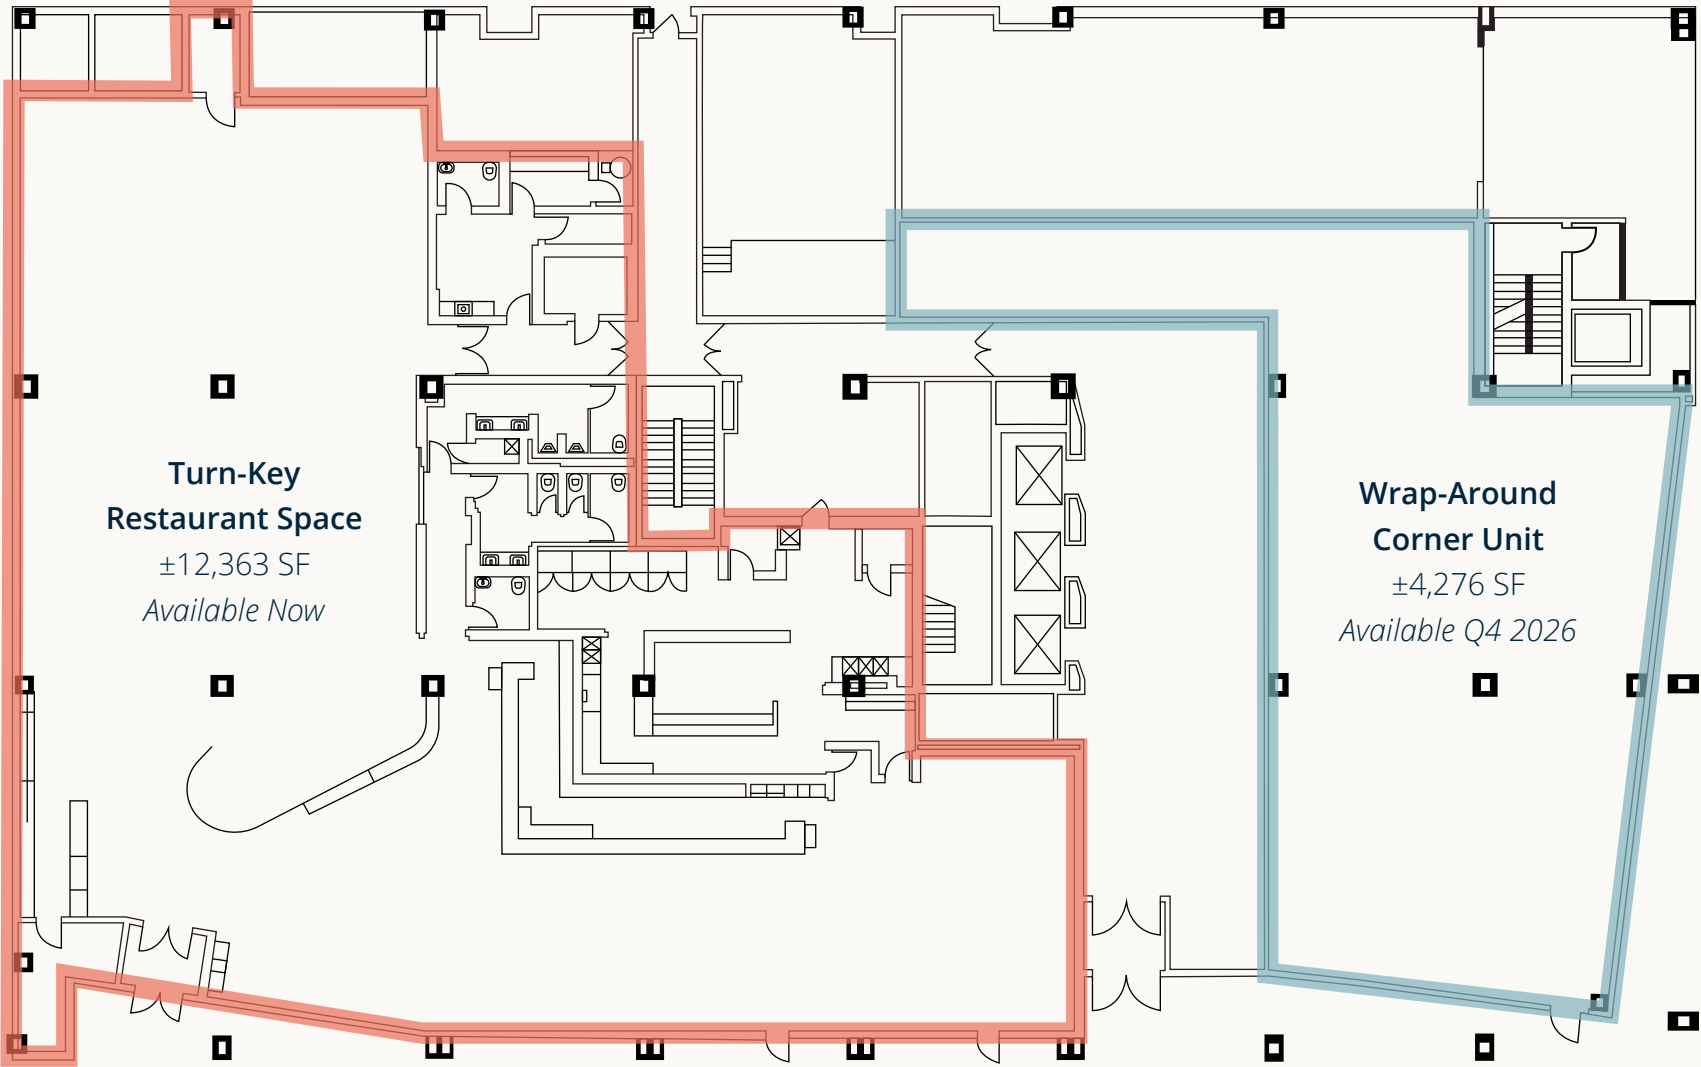 Turn-Key
Restaurant Space
±12,363 SF
Available Now
Wrap-Around
Corner Unit
±4,276 SF
Available Q4 2026